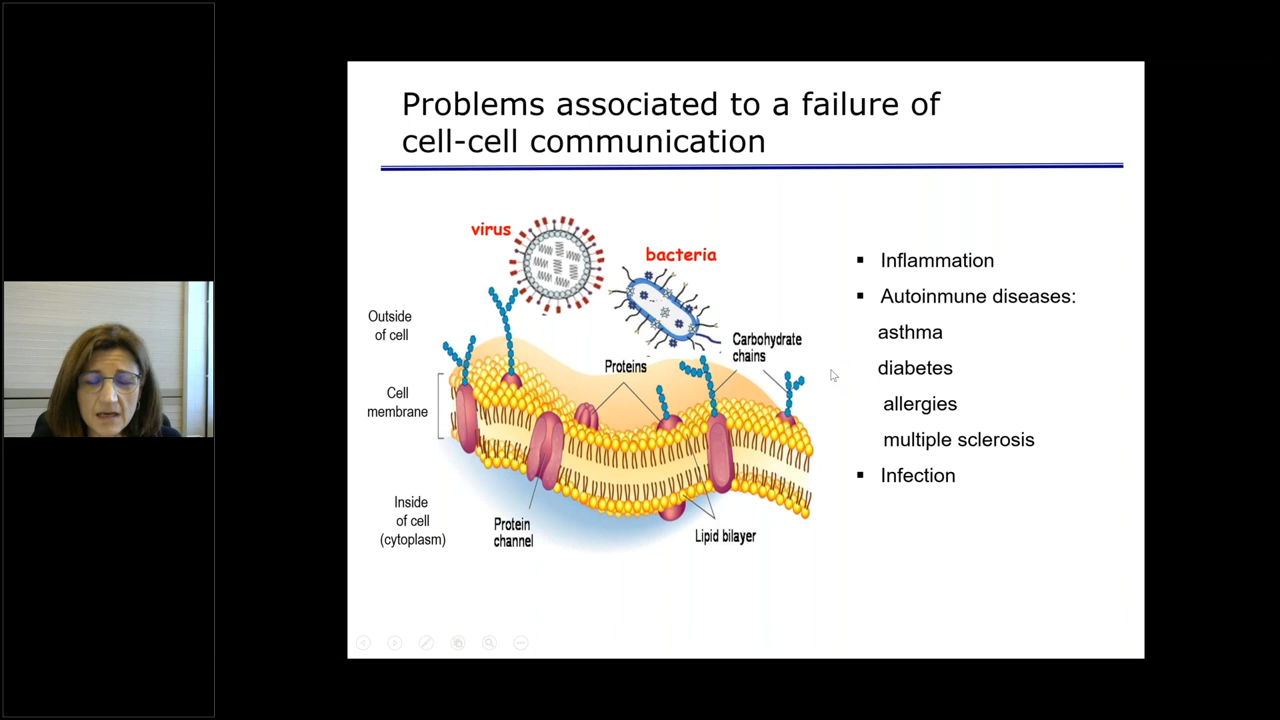 Problems associated to a failure of
cell-cell communication
virus
bacteria
Outside
of cell
Carbohydrate
chains
Proteins
Cell
membrane
Inside
of cell
(cytoplasm)
Protein
channel
Lipid bilayer
▪ Inflammation
▪ Autoinmune diseases:
asthma
diabetes
allergies
multiple sclerosis
▪ Infection